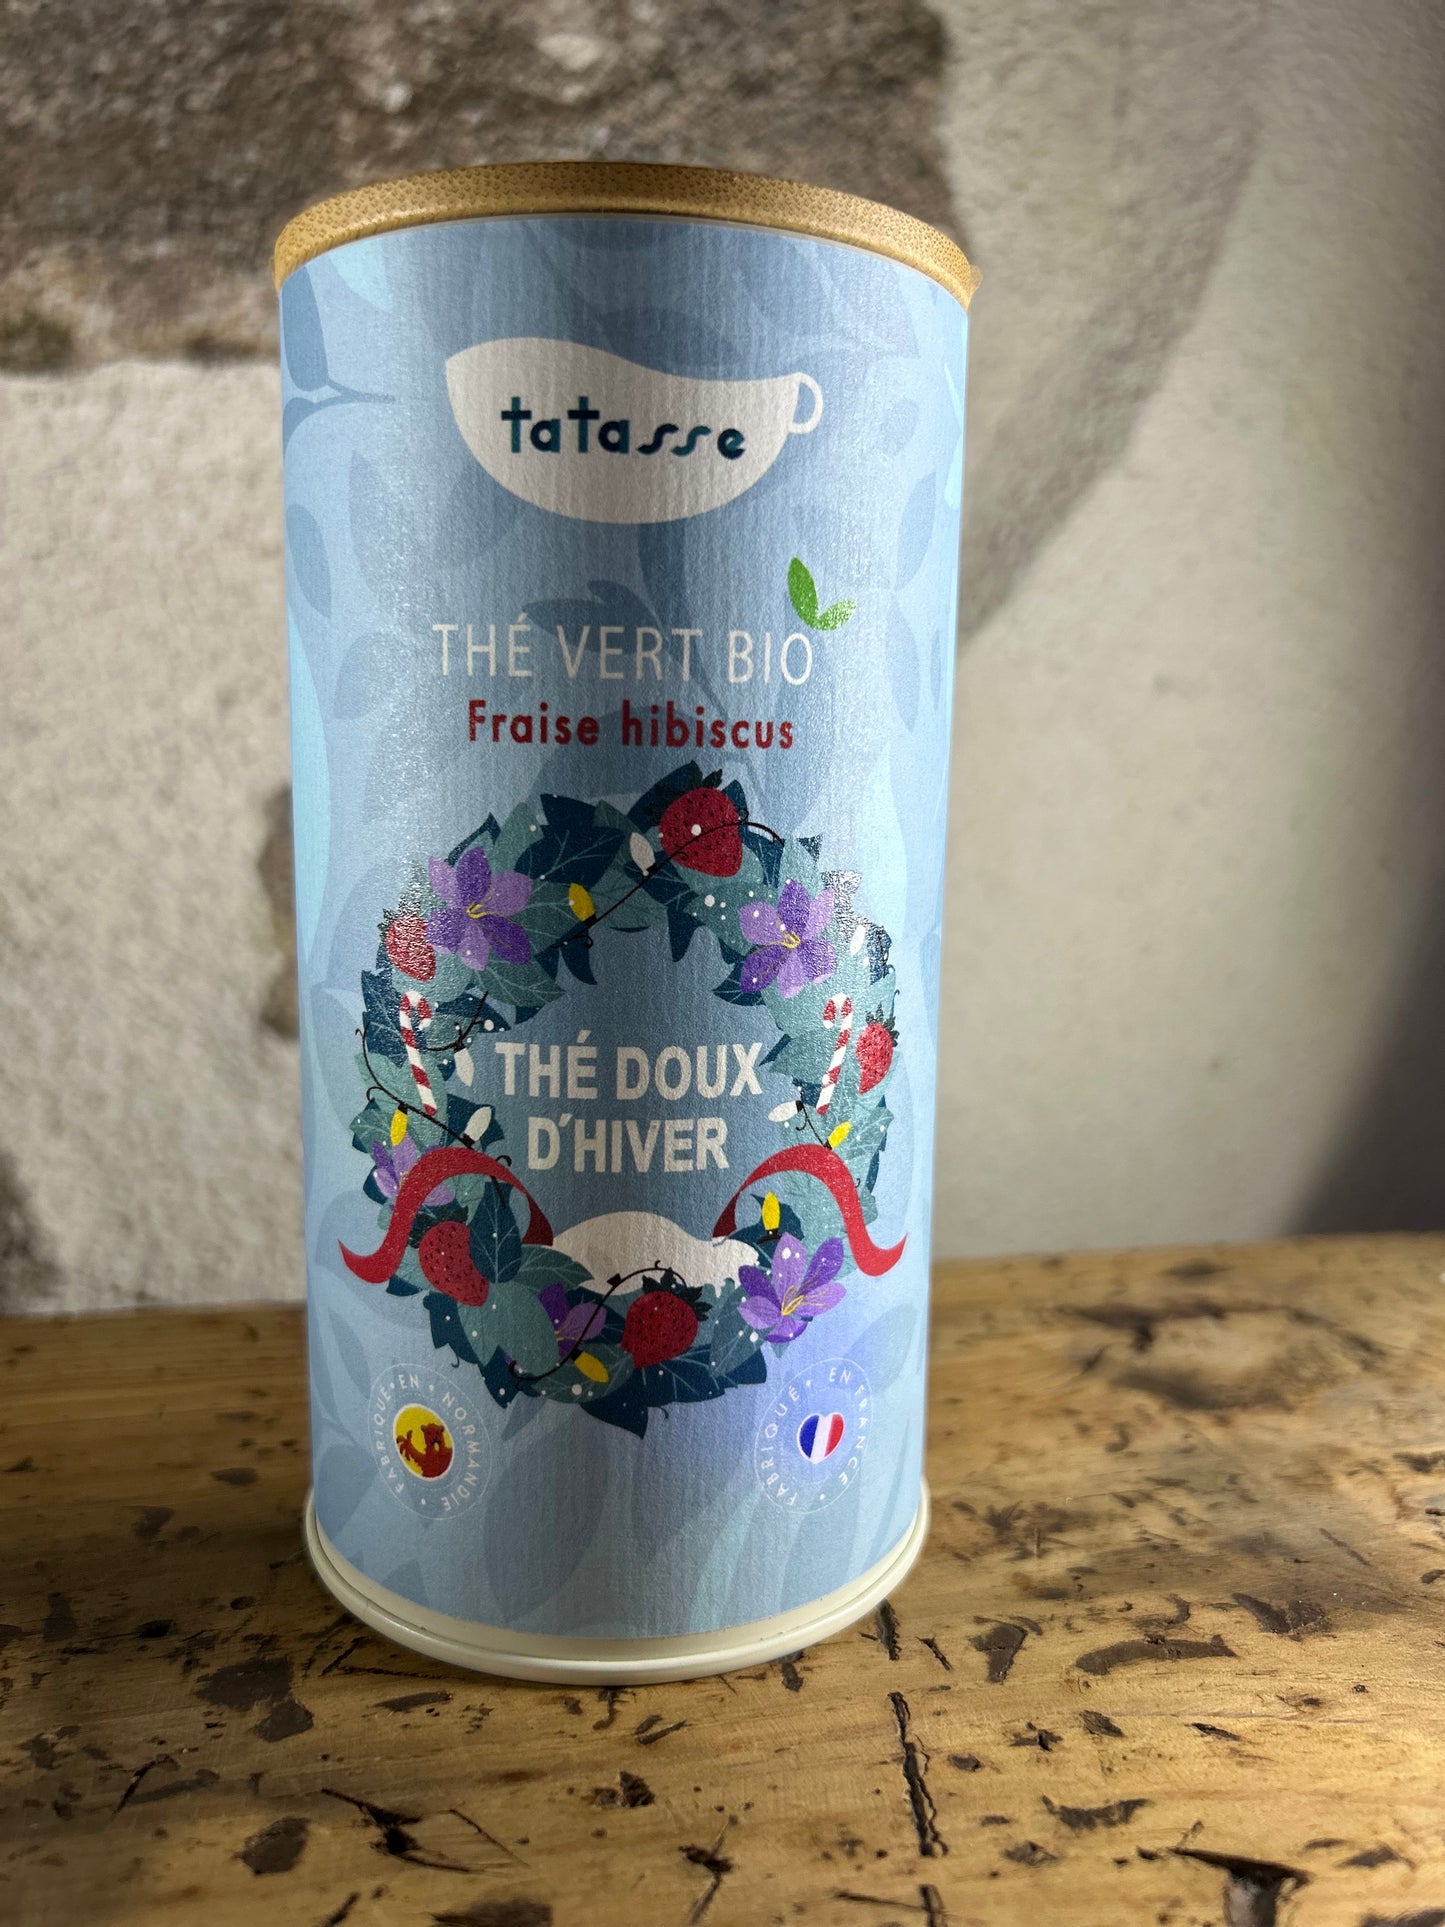 tatasse
THÉ VERT BIO
Fraise hibiscus
THÉ DOUX
D'HIVER
FABRIQUÉ • EN • NORMANDIE •
FABRIQUÉ • EN FRANCE •